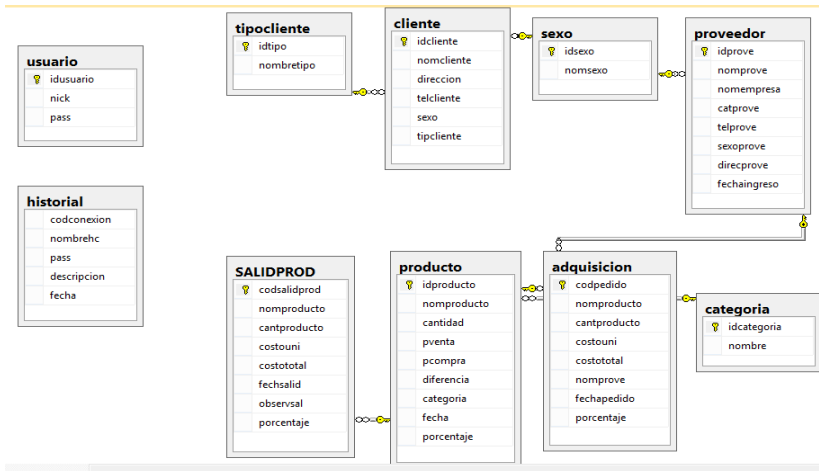 usuario
idusuario
nick
pass
historial
codconexion
nombrehc
pass
descripcion
fecha
tipocliente
idtipo
nombretipo
cliente
idcliente
nomcliente
direccion
telcliente
sexo
tipcliente
sexo
idsexo
nomsexo
proveedor
idprove
nomprove
nomempresa
catprove
telprove
sexoprove
direcprove
fechaingreso
SALIDPROD
codsalidprod
nomproducto
cantproducto
costouni
costototal
fechsalid
observsal
porcentaje
producto
idproducto
nomproducto
cantidad
pventa
pcompra
diferencia
categoria
fecha
porcentaje
adquisicion
codpedido
nomproducto
cantproducto
costouni
costototal
nomprove
fechapedido
porcentaje
categoria
idcategoria
nombre